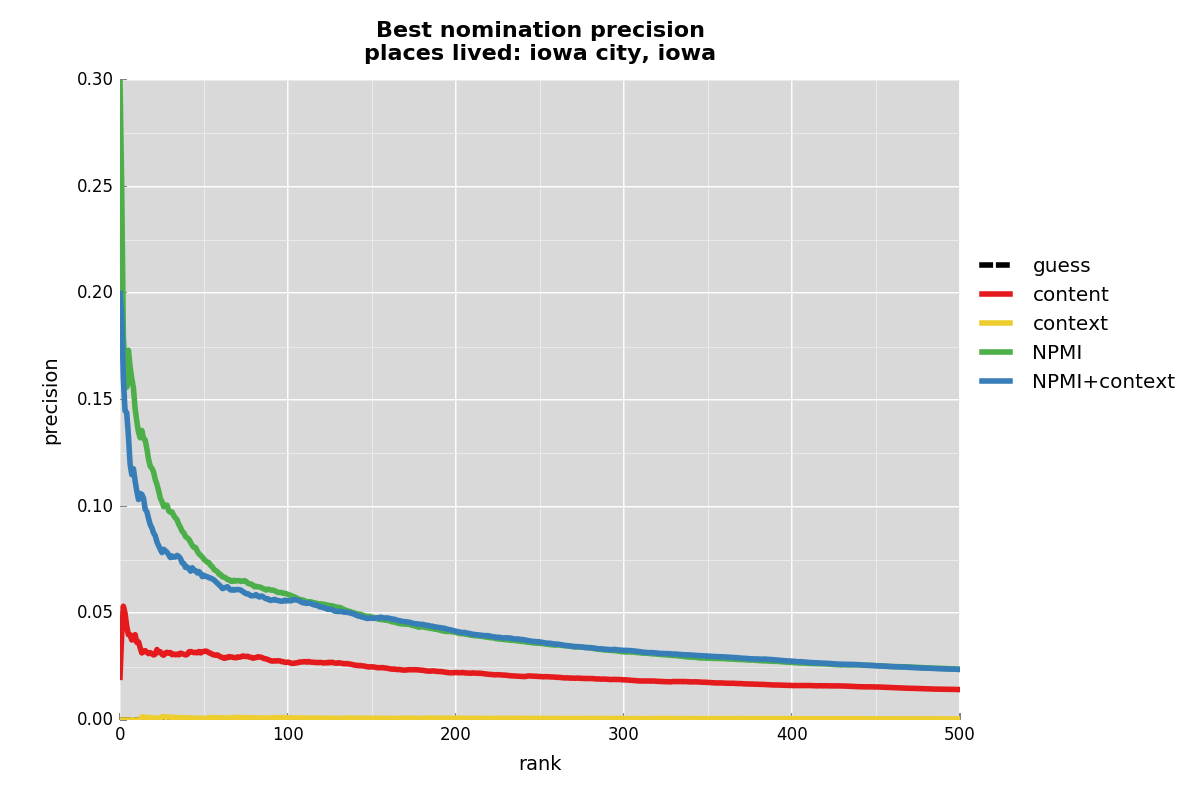 Best nomination precision
places lived: iowa city, iowa
0.30
0.25
0.20
0.15
0.10
0.05
0.00
precision
0
100
200
300
400
500
rank
guess
content
context
NPMI
NPMI+context